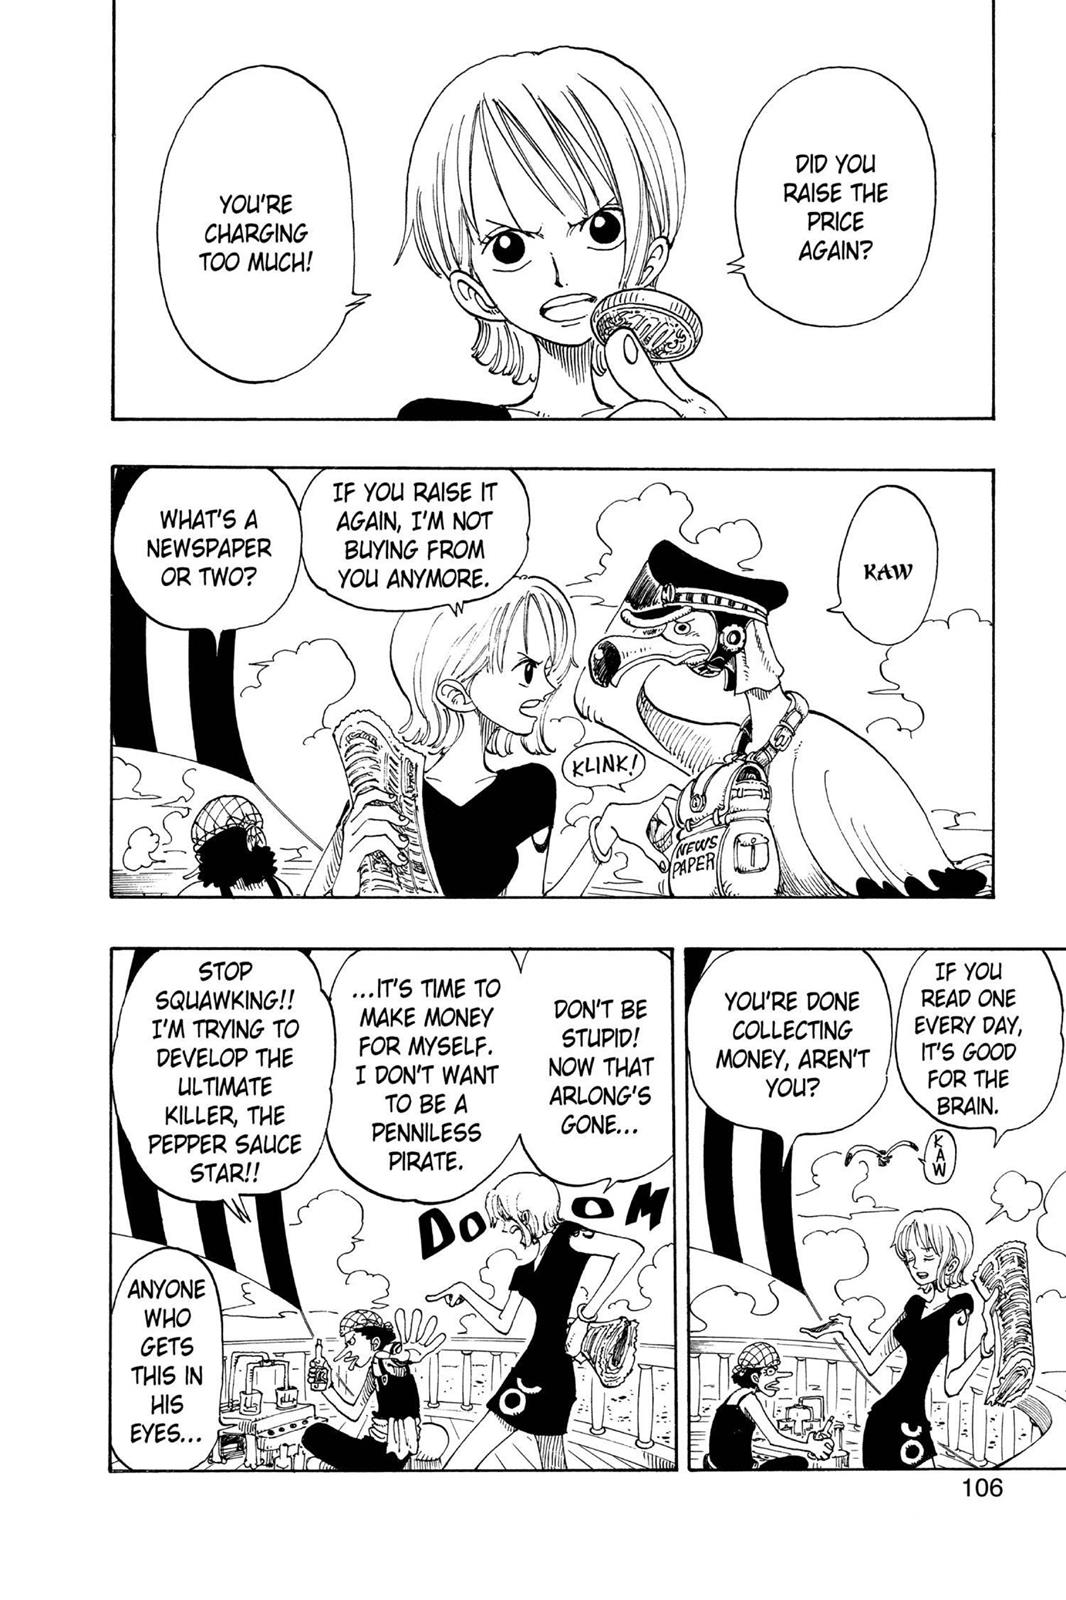 DID YOU
RAISE THE
PRICE
AGAIN?
YOU'RE
CHARGING
TOO MUCH!
KAW
IF YOU RAISE IT
AGAIN, I'M NOT
BUYING FROM
YOU ANYMORE.
WHAT'S A
NEWSPAPER
OR TWO?
KLINK!
NEWS
PAPER
IF YOU
READ ONE
EVERY DAY,
IT'S GOOD
FOR THE
BRAIN.
YOU'RE DONE
COLLECTING
MONEY, AREN'T
YOU?
KAW
DON'T BE
STUPID!
NOW THAT
ARLONG'S
GONE...
...IT'S TIME TO
MAKE MONEY
FOR MYSELF.
I DON'T WANT
TO BE A
PENNILESS
PIRATE.
DOOM
STOP
SQUAWKING!!
I'M TRYING TO
DEVELOP THE
ULTIMATE
KILLER, THE
PEPPER SAUCE
STAR!!
ANYONE
WHO
GETS
THIS IN
HIS
EYES...
106